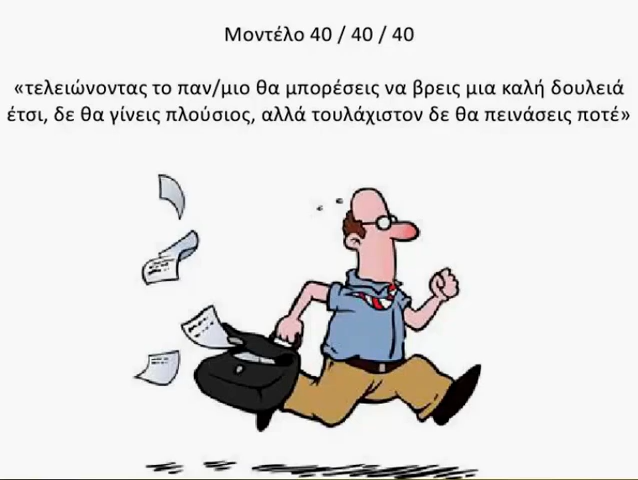 Μοντέλο 40 / 40 / 40
«τελειώνοντας το παν/μιο θα μπορέσεις να βρεις μια καλή δουλειά
έτσι, δε θα γίνεις πλούσιος, αλλά τουλάχιστον δε θα πεινάσεις ποτέ»